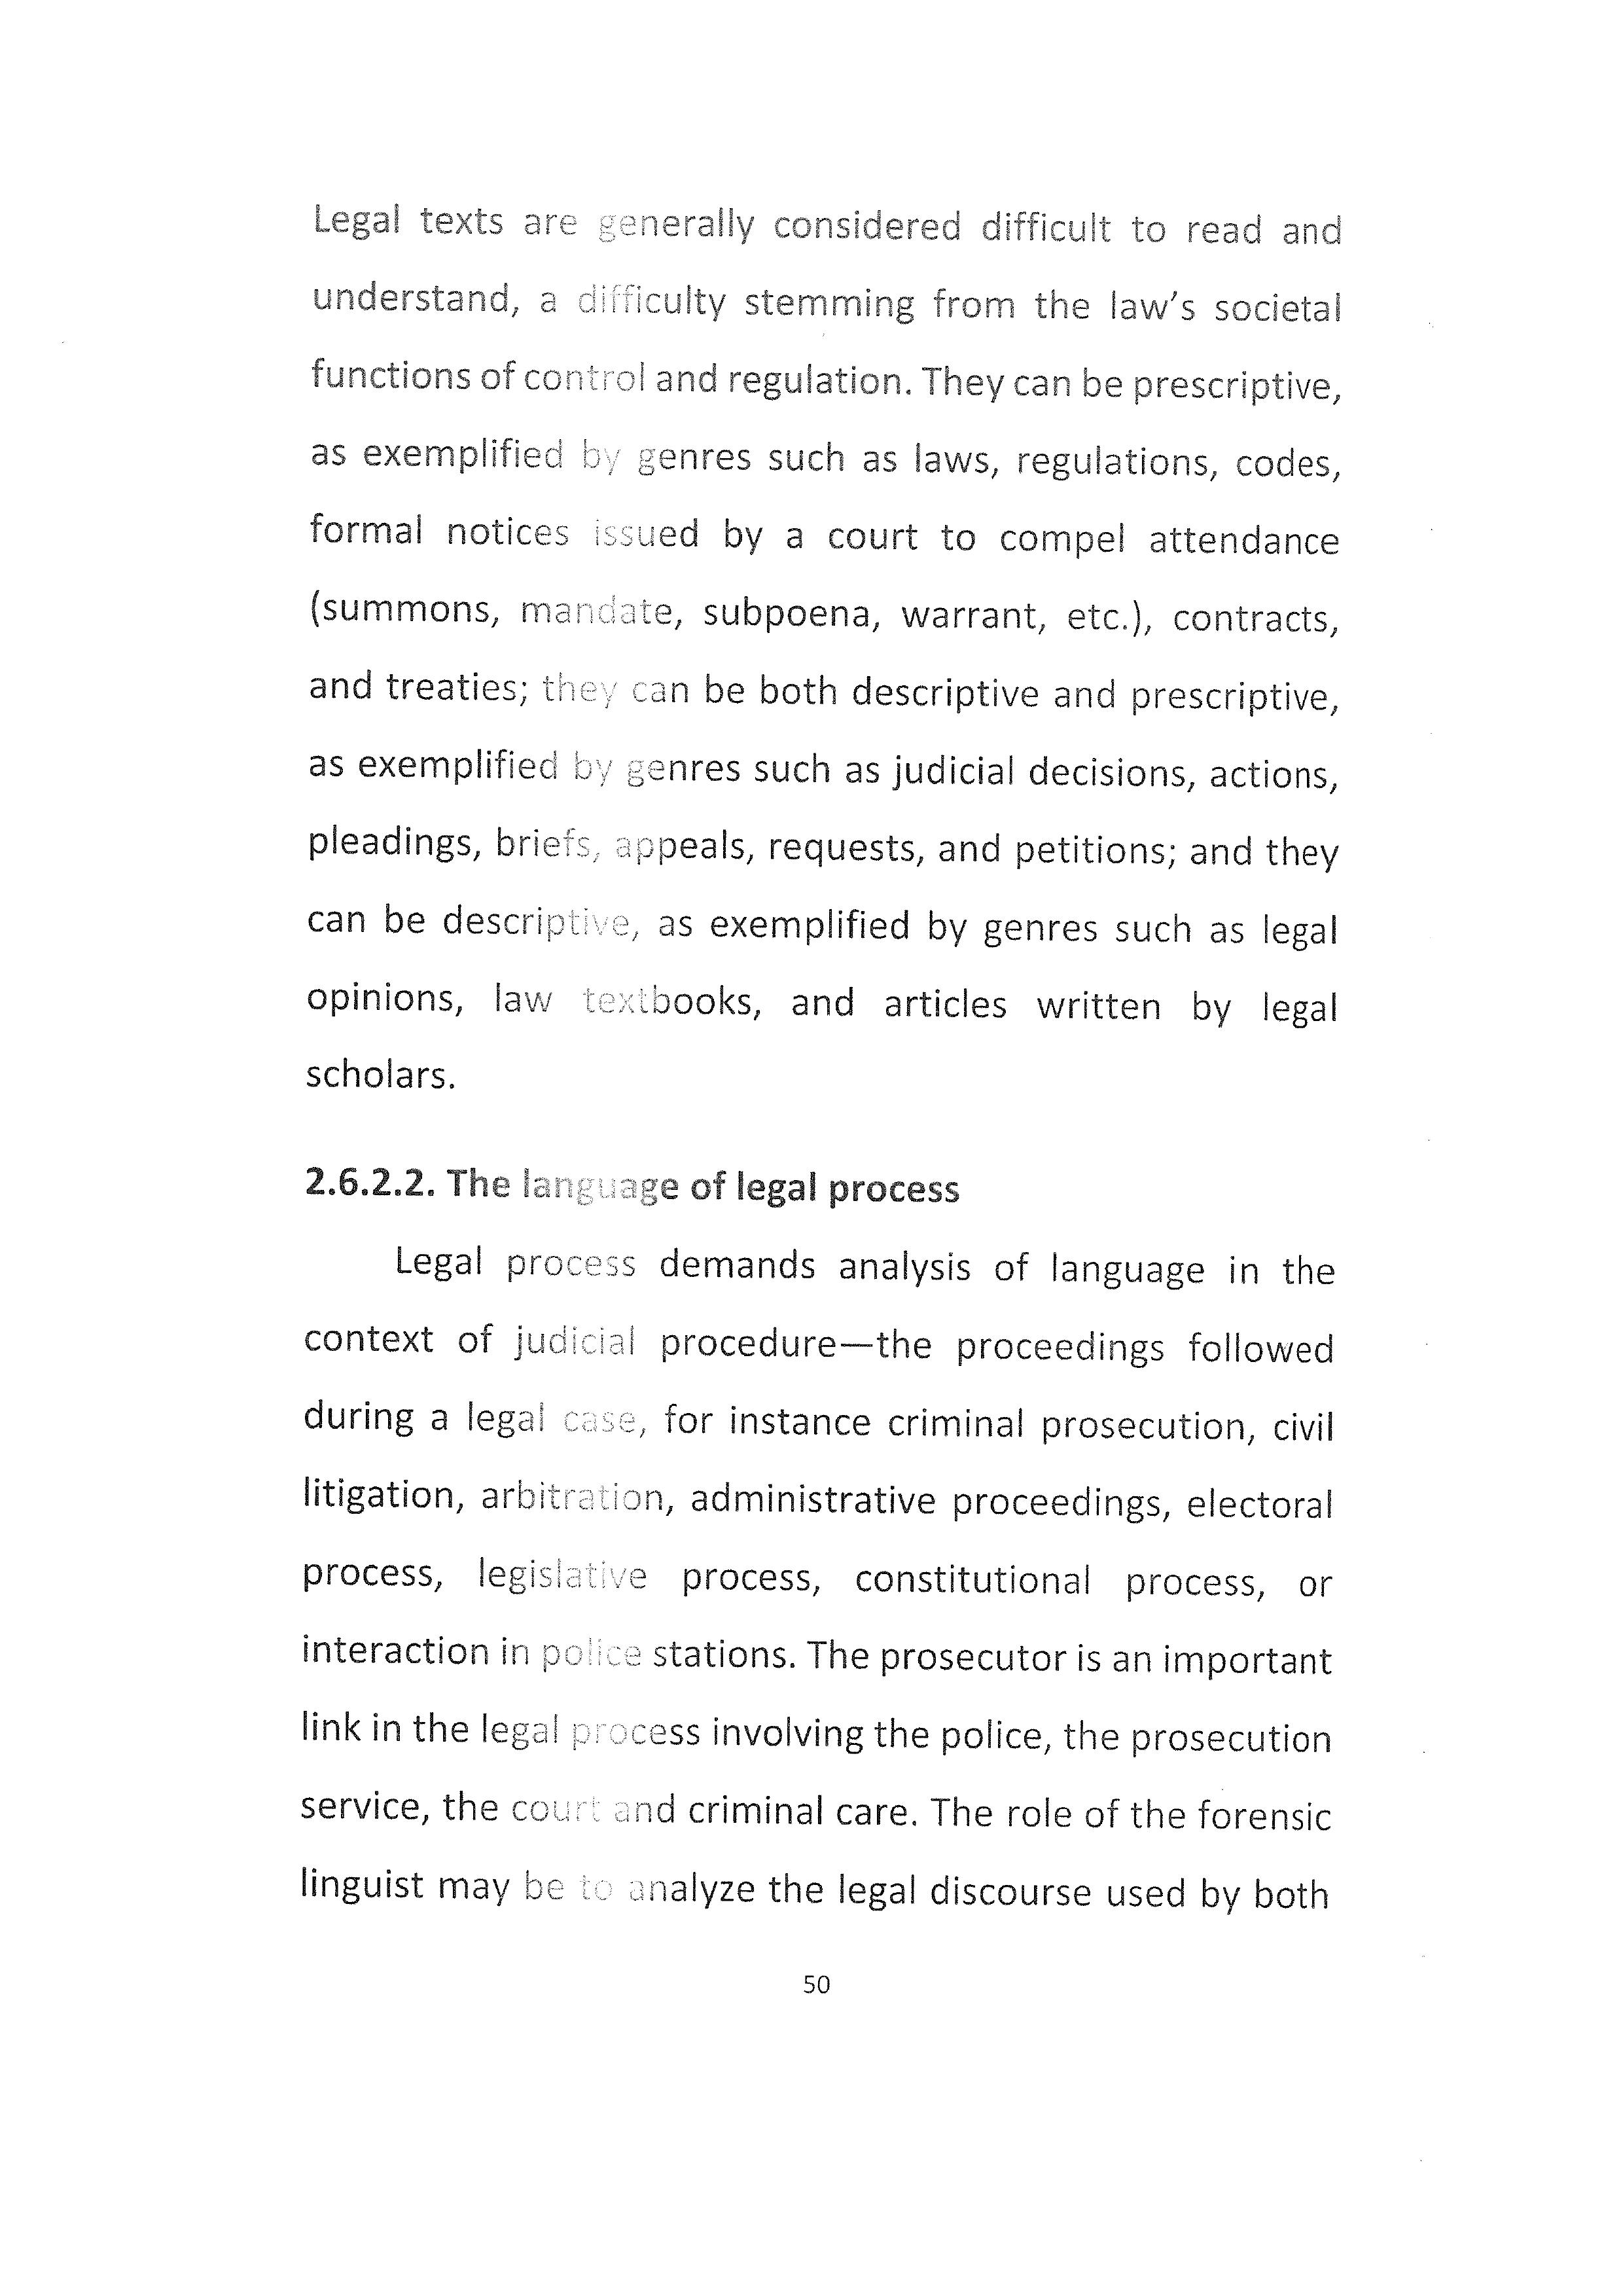 Legal texts are generally considered difficult to read and
understand, a difficulty stemming from the law's societal
functions of control and regulation. They can be prescriptive,
as exemplified by genres such as laws, regulations, codes,
formal notices issued by a court to compel attendance
(summons, mandate, subpoena, warrant, etc.), contracts,
and treaties; they can be both descriptive and prescriptive,
as exemplified by genres such as judicial decisions, actions,
pleadings, briefs, appeals, requests, and petitions; and they
can be descriptive, as exemplified by genres such as legal
opinions, law textbooks, and articles written by legal
scholars.
2.6.2.2. The language of legal process
Legal process demands analysis of language in the
context of judicial procedure—the proceedings followed
during a legal case, for instance criminal prosecution, civil
litigation, arbitration, administrative proceedings, electoral
process, legislative process, constitutional process, or
interaction in police stations. The prosecutor is an important
link in the legal process involving the police, the prosecution
service, the court and criminal care. The role of the forensic
linguist may be to analyze the legal discourse used by both
50